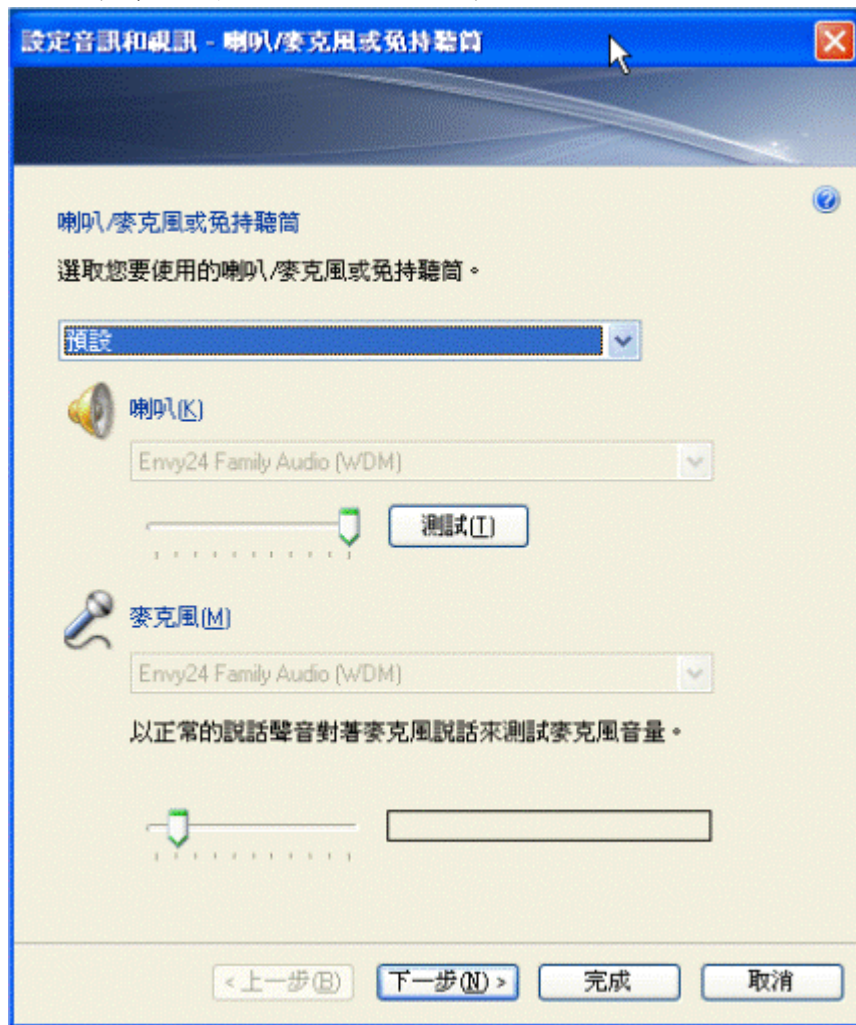 設定音訊和視訊 - 喇叭/麥克風或免持聽筒
喇叭/麥克風或免持聽筒
選取您要使用的喇叭/麥克風或免持聽筒。
預設
喇叭(K)
Envy24 Family Audio (WDM)
測試(T)
麥克風(M)
Envy24 Family Audio (WDM)
以正常的說話聲音對著麥克風說話來測試麥克風音量。
<上一步(B) 下一步(N)> 完成 取消